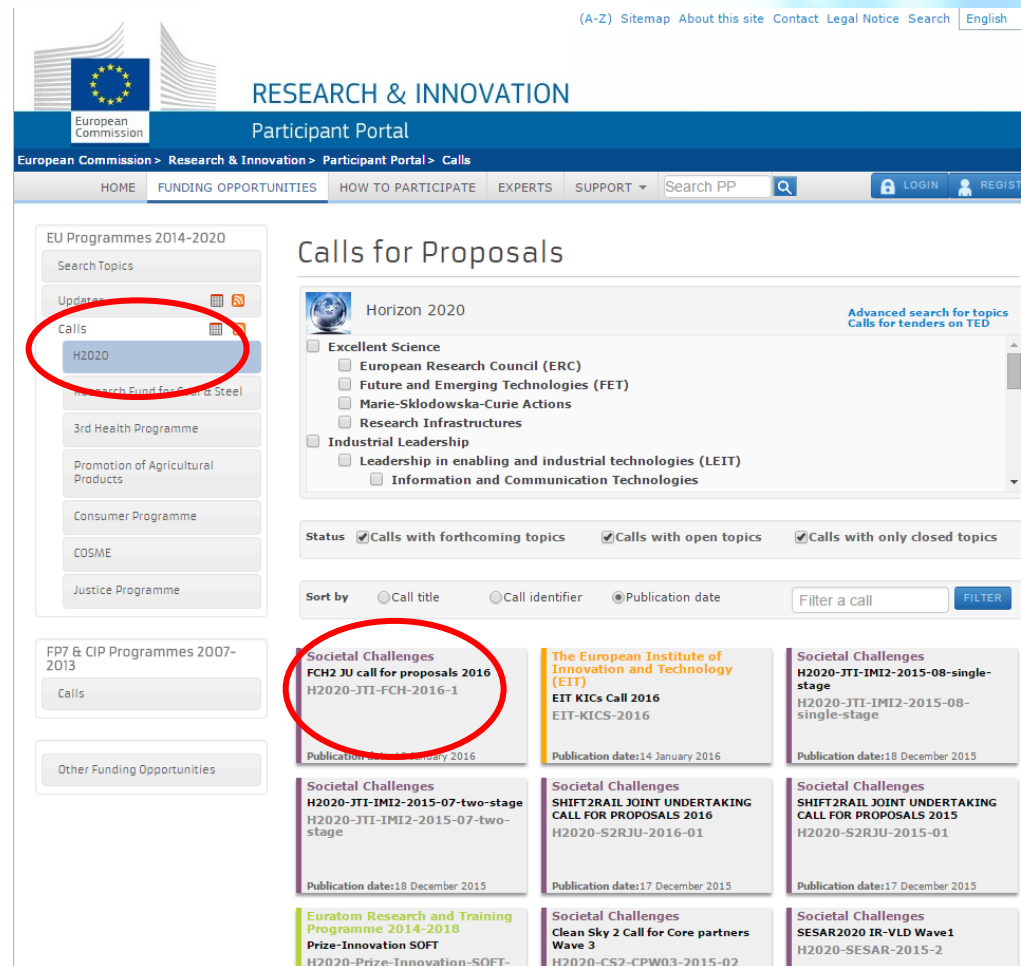 (A-Z) Sitemap About this site Contact Legal Notice Search English
European
Commission
RESEARCH & INNOVATION
Participant Portal
European Commission > Research & Innovation > Participant Portal > Calls
HOME FUNDING OPPORTUNITIES HOW TO PARTICIPATE EXPERTS SUPPORT Search PP LOGIN REGIST
EU Programmes 2014-2020
Search Topics
Updates
Calls
H2020
Research Fund for Coal & Steel
3rd Health Programme
Promotion of Agricultural
Products
Consumer Programme
COSME
Justice Programme
FP7 & CIP Programmes 2007-
2013
Calls
Other Funding Opportunities
Calls for Proposals
Horizon 2020
Advanced search for topics
Calls for tenders on TED
Excellent Science
European Research Council (ERC)
Future and Emerging Technologies (FET)
Marie-Sklodowska-Curie Actions
Research Infrastructures
Industrial Leadership
Leadership in enabling and industrial technologies (LEIT)
Information and Communication Technologies
Status Calls with forthcoming topics Calls with open topics Calls with only closed topics
Sort by Call title Call identifier Publication date Filter a call FILTER
Societal Challenges
FCH2 JU call for proposals 2016
H2020-JTI-FCH-2016-1
Publication January 2016
The European Institute of
Innovation and Technology
(EIT)
EIT KICs Call 2016
EIT-KICS-2016
Publication date:14 January 2016
Societal Challenges
H2020-JTI-IMI2-2015-08-single-
stage
H2020-JTI-IMI2-2015-08-
single-stage
Publication date:18 December 2015
Societal Challenges
H2020-JTI-IMI2-2015-07-two-stage
H2020-JTI-IMI2-2015-07-two-
stage
Publication date:18 December 2015
Societal Challenges
SHIFT2RAIL JOINT UNDERTAKING
CALL FOR PROPOSALS 2016
H2020-S2RJU-2016-01
Publication date:17 December 2015
Societal Challenges
SHIFT2RAIL JOINT UNDERTAKING
CALL FOR PROPOSALS 2015
H2020-S2RJU-2015-01
Publication date:17 December 2015
Euratom Research and Training
Programme 2014-2018
Prize-Innovation SOFT
H2020-Prize-Innovation-SOFT-
Societal Challenges
Clean Sky 2 Call for Core partners
Wave 3
H2020-CS2-CPW03-2015-02
Societal Challenges
SESAR2020 IR-VLD Wave1
H2020-SESAR-2015-2